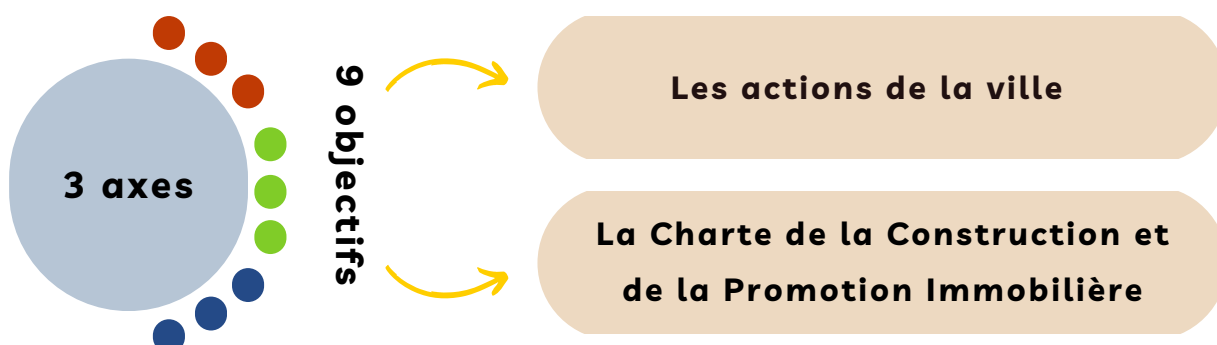 3 axes
9 objectifs
Les actions de la ville
La Charte de la Construction et
de la Promotion Immobilière